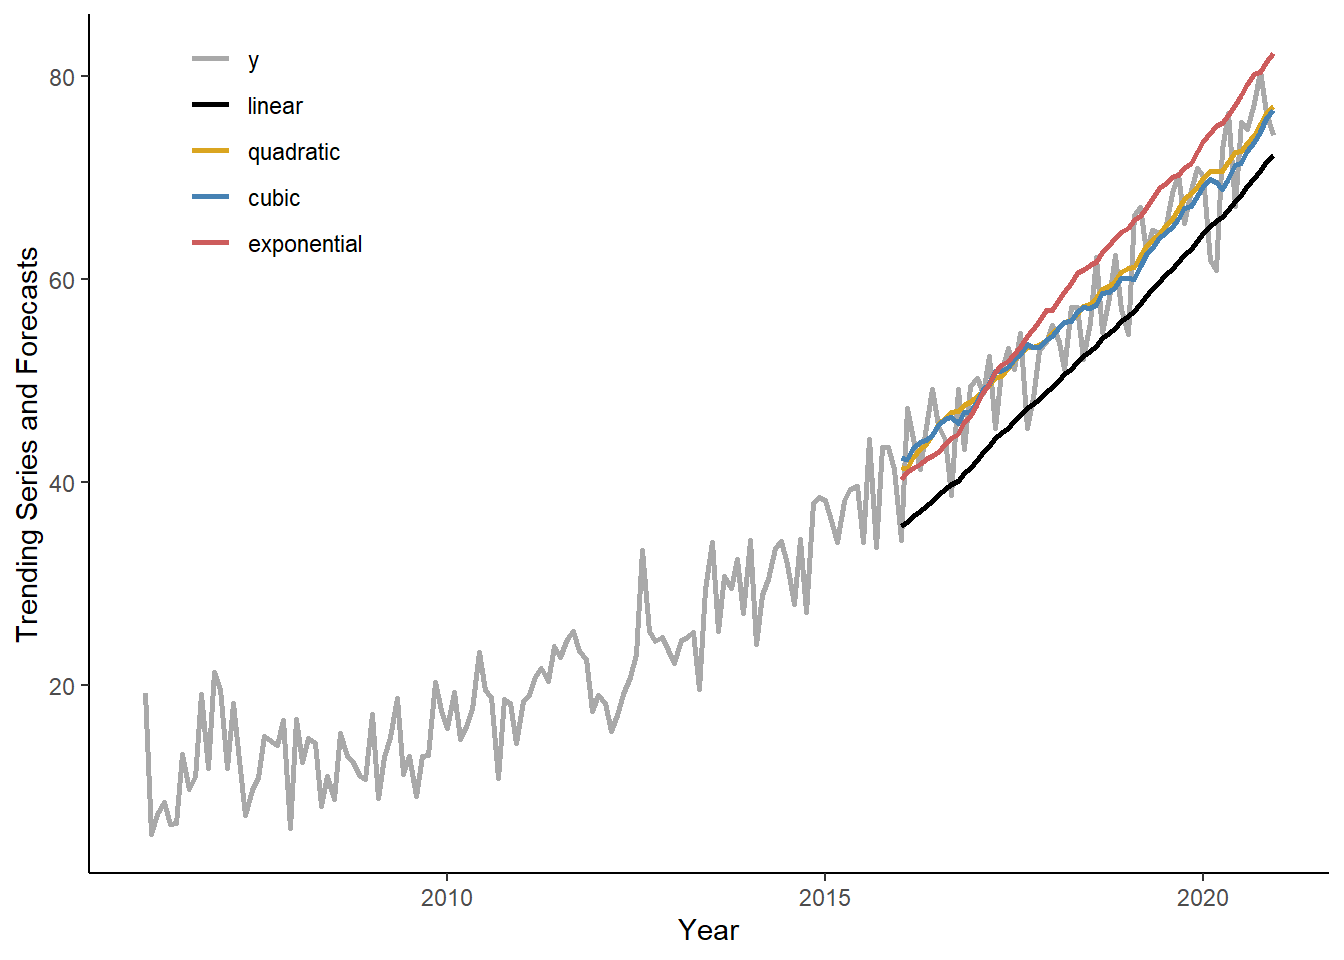 y
linear
quadratic
cubic
exponential
Trending Series and Forecasts
80
60
40
20
2010
2015
2020
Year